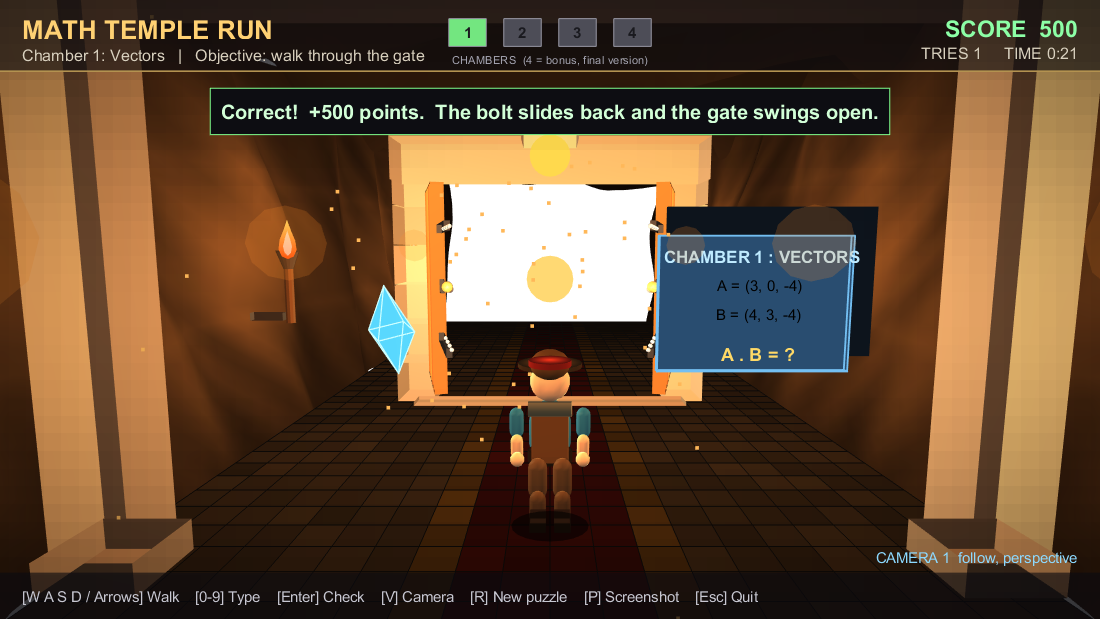 MATH TEMPLE RUN
Chamber 1: Vectors | Objective: walk through the gate
1 2 3 4
CHAMBERS (4 = bonus, final version)
SCORE 500
TRIES 1 TIME 0:21
Correct! +500 points. The bolt slides back and the gate swings open.
CHAMBER 1 : VECTORS
A = (3, 0, -4)
B = (4, 3, -4)
A . B = ?
CAMERA 1 follow, perspective
[W A S D / Arrows] Walk [0-9] Type [Enter] Check [V] Camera [R] New puzzle [P] Screenshot [Esc] Quit